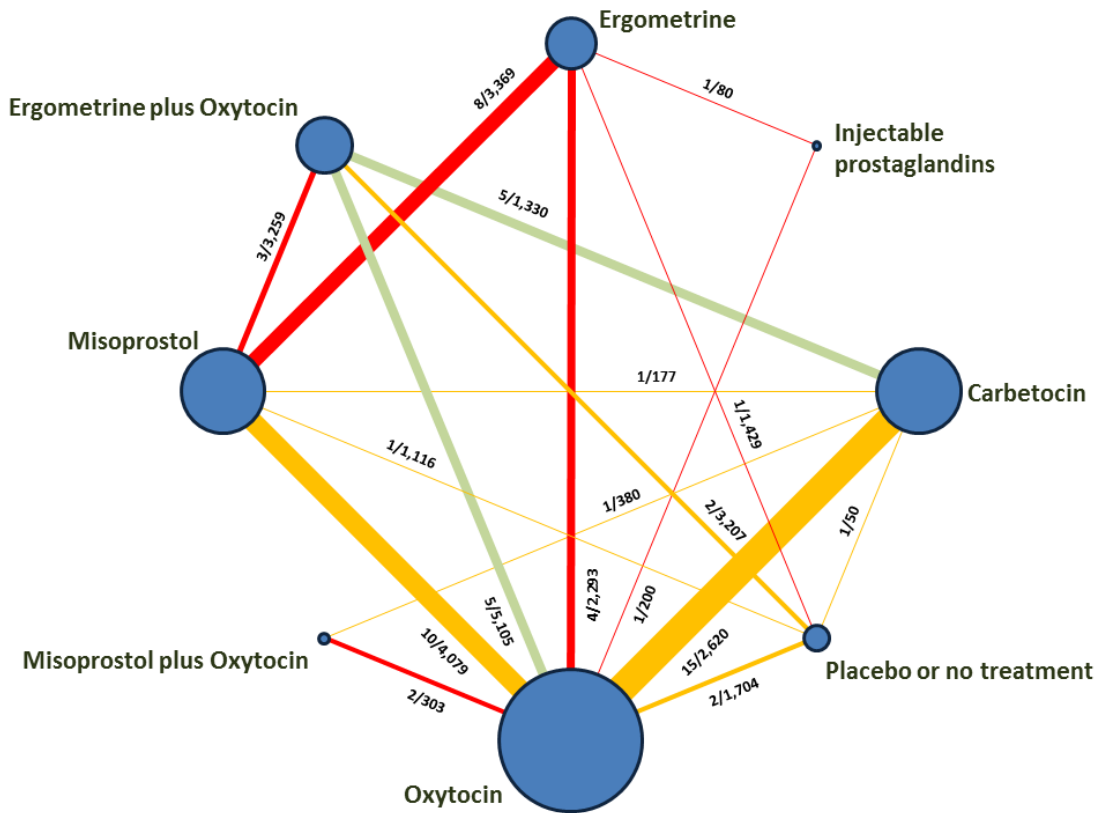 Ergometrine
8/3,369
1/80
Ergometrine plus Oxytocin
Injectable
prostaglandins
5/1,330
3/3,259
Misoprostol
1/177
Carbetocin
1/1,429
1/1,116
1/380
2/3,207
1/50
5/5,105
4/2,293
1/200
10/4,079
15/2,620
Misoprostol plus Oxytocin
2/303
2/1,704
Placebo or no treatment
Oxytocin